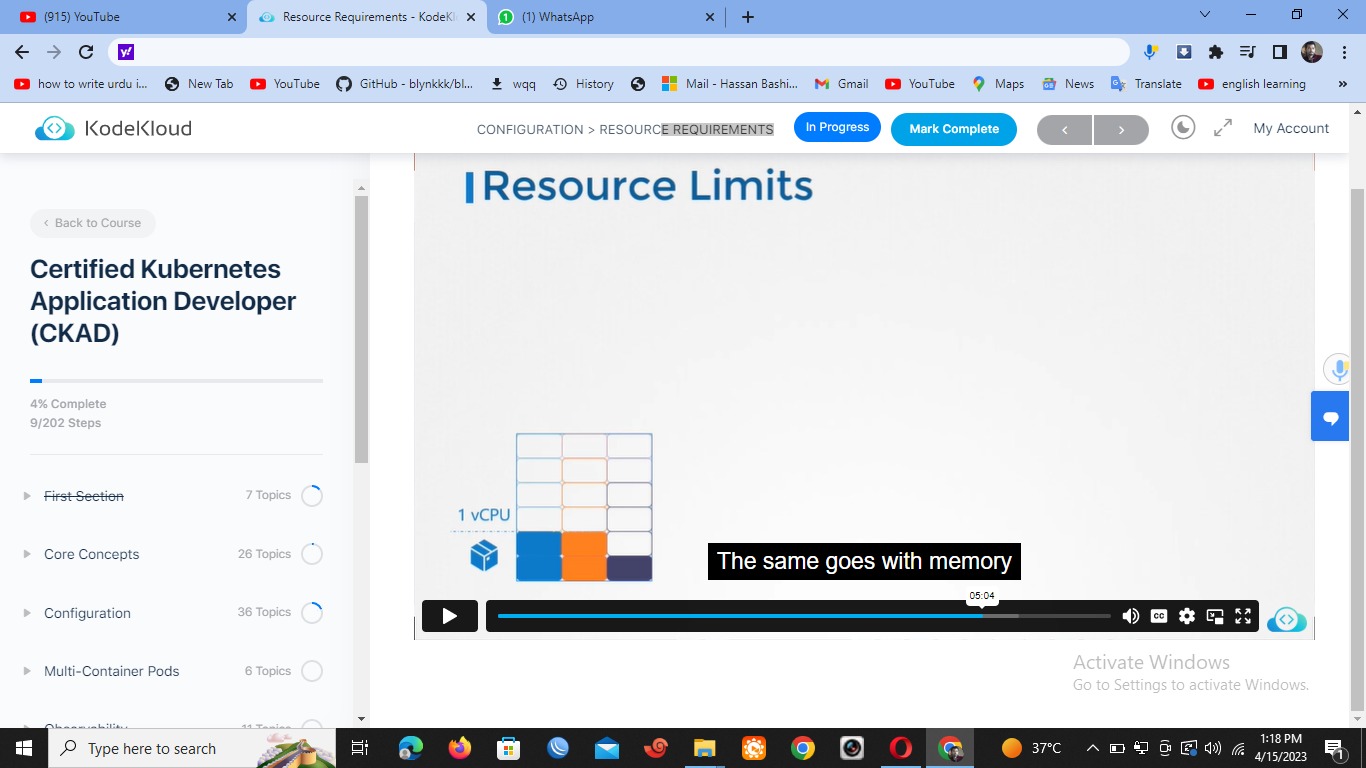 (915) YouTube
Resource Requirements - KodeKl
(1) WhatsApp
how to write urdu i...
New Tab
YouTube
GitHub - blynkkk/bl...
wqq
History
Mail - Hassan Bashi...
Gmail
YouTube
Maps
News
Translate
english learning
»
KodeKloud
CONFIGURATION > RESOURCE REQUIREMENTS
In Progress
Mark Complete
My Account
Back to Course
Certified Kubernetes
Application Developer
(CKAD)
4% Complete
9/202 Steps
First Section
7 Topics
Core Concepts
26 Topics
Configuration
36 Topics
Multi-Container Pods
6 Topics
Observability
11 Topics
Resource Limits
1 vCPU
The same goes with memory
05:04
CC
Activate Windows
Go to Settings to activate Windows.
Type here to search
37°C
1:18 PM
4/15/2023
1